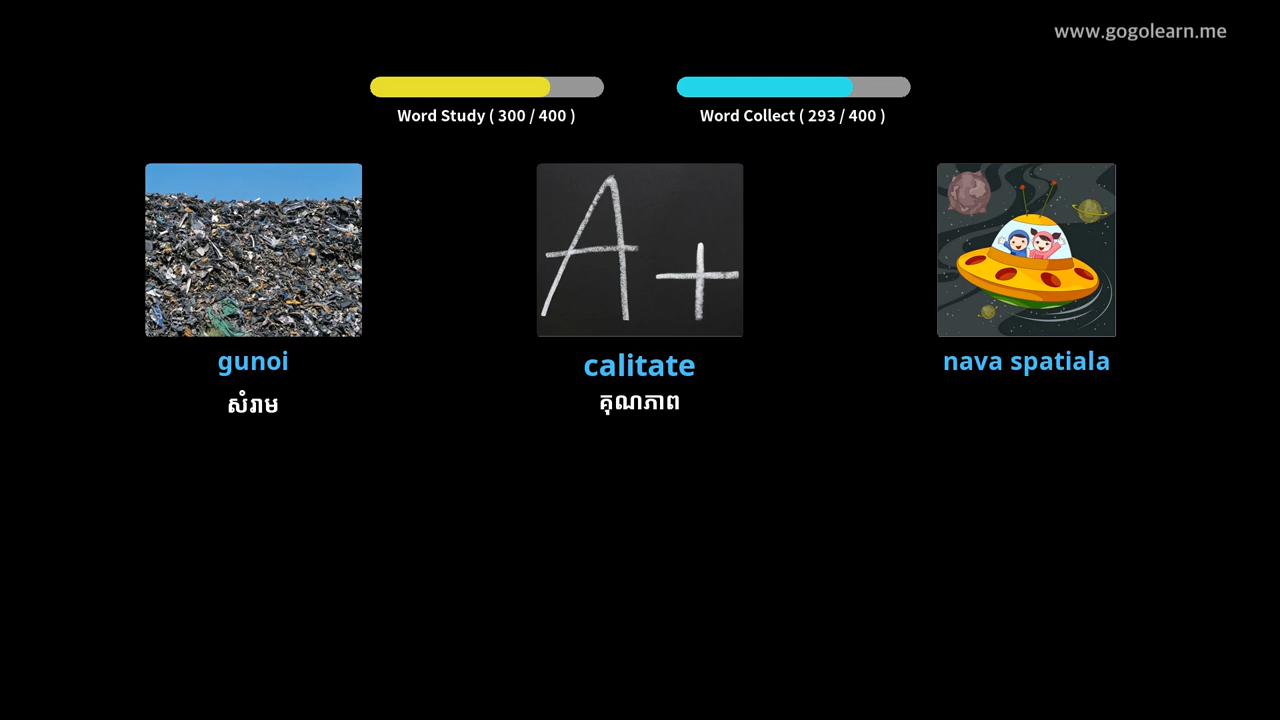 www.gogolearn.me
Word Study ( 300 / 400 )
Word Collect ( 293 / 400 )
A+
gunoi
សំរាម
calitate
គុណភាព
nava spatiala